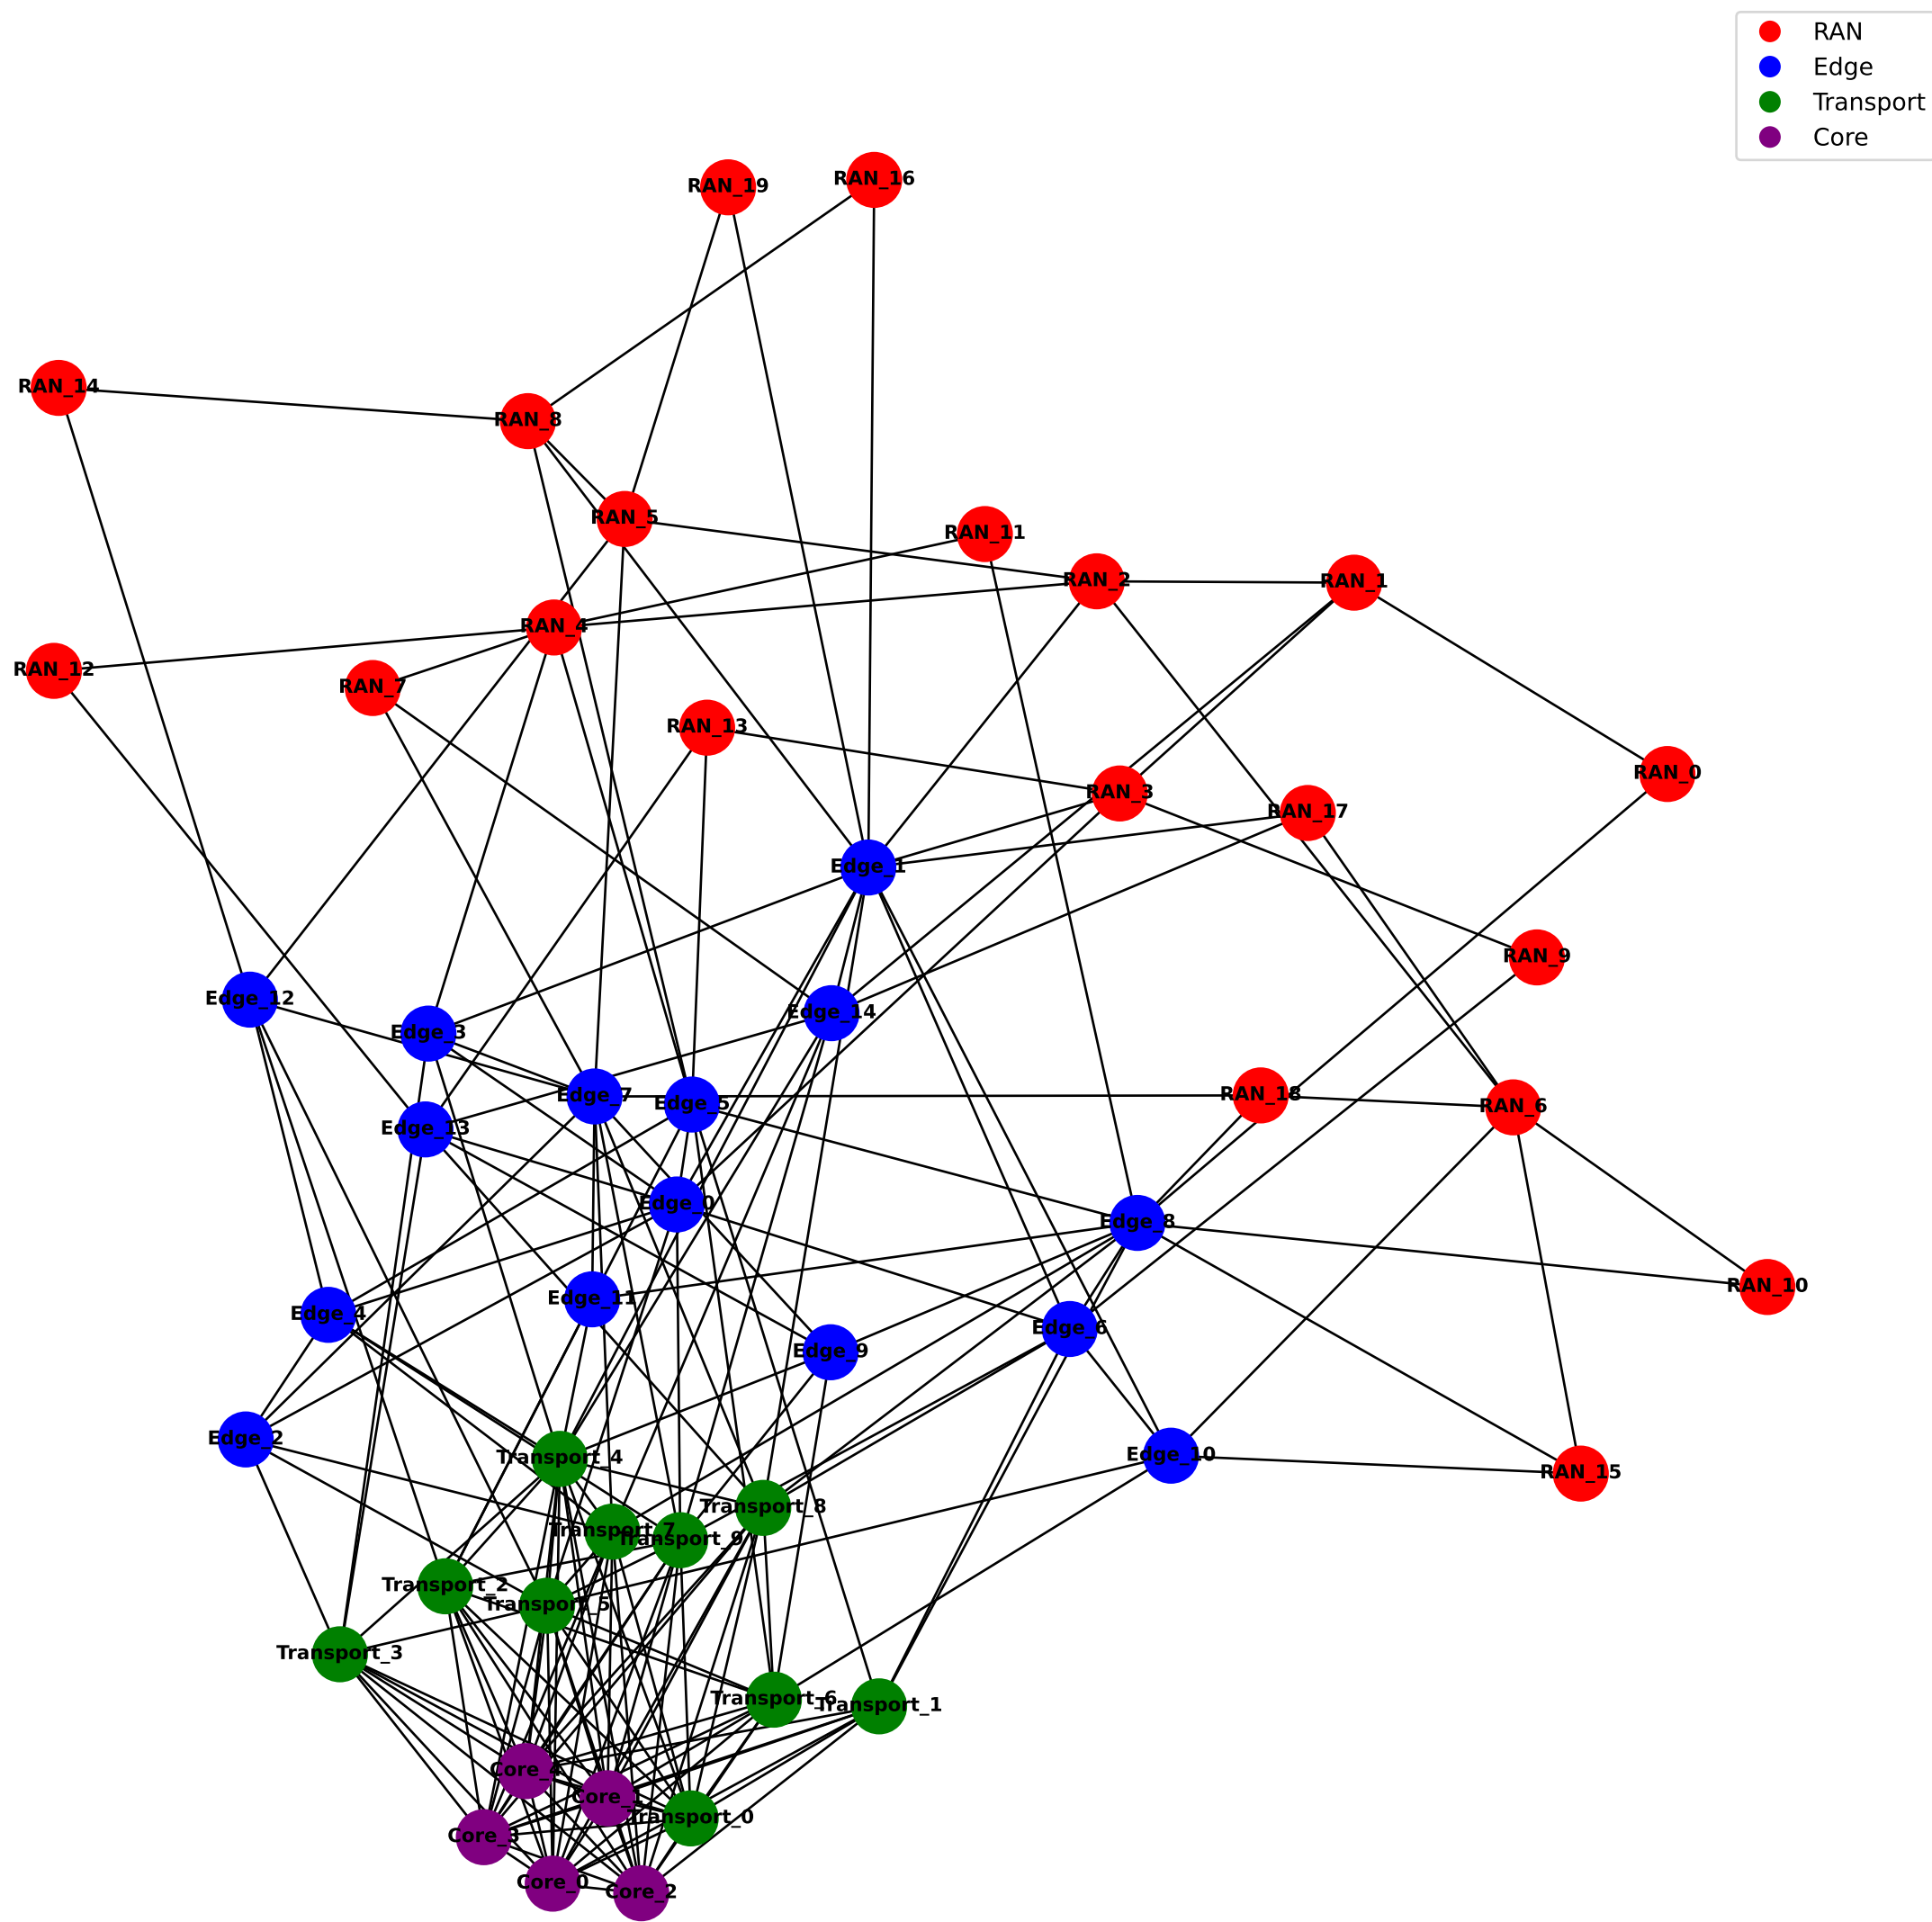 RAN
Edge
Transport
Core
RAN_19
RAN_16
RAN_14
RAN_8
RAN_5
RAN_11
RAN_2
RAN_1
RAN_4
RAN_12
RAN_7
RAN_13
RAN_0
RAN_3
RAN_17
Edge_1
RAN_9
Edge_12
Edge_14
Edge_3
Edge_7
RAN_18
Edge_5
RAN_6
Edge_13
Edge_0
Edge_8
RAN_10
Edge_11
Edge_4
Edge_6
Edge_9
Edge_2
Edge_10
Transport_4
RAN_15
Transport_8
Transport_7
Transport_9
Transport_2
Transport_5
Transport_3
Transport_6
Transport_1
Core_4
Core_1
Transport_0
Core_3
Core_0
Core_2